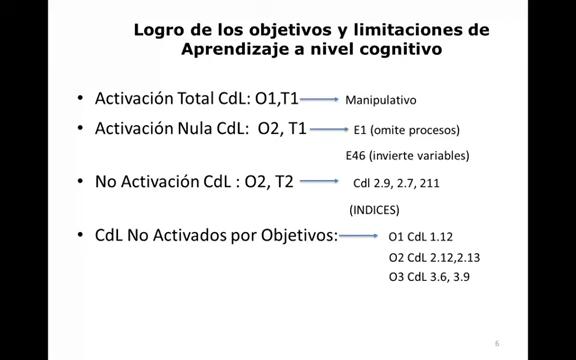 Logro de los objetivos y limitaciones de
Aprendizaje a nivel cognitivo
• Activación Total CdL: O1,T1 Manipulativo
• Activación Nula CdL: O2, T1 E1 (omite procesos)
E46 (invierte variables)
• No Activación CdL : O2, T2 Cdl 2.9, 2.7, 211
(INDICES)
• CdL No Activados por Objetivos: O1 CdL 1.12
O2 CdL 2.12,2.13
O3 CdL 3.6, 3.9
6